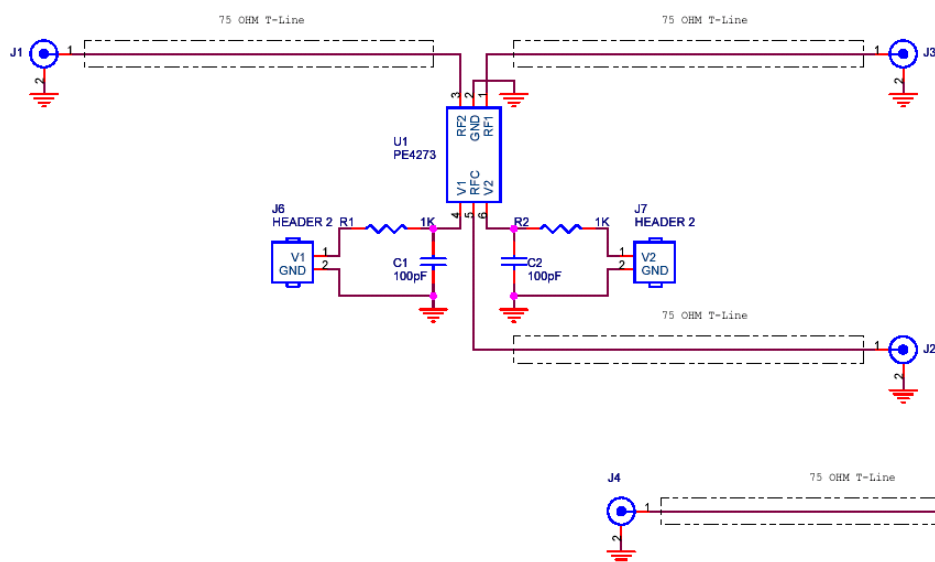 75 OHM T-Line
75 OHM T-Line
J1
1
2
1
J3
2
3
2
1
RF2
GND
RF1
U1
PE4273
V1
RFC
V2
4
5
6
J6
HEADER 2
R1
1K
R2
1K
J7
HEADER 2
V1
GND
1
2
C1
100pF
C2
100pF
1
2
V2
GND
75 OHM T-Line
1
J2
2
75 OHM T-Line
J4
1
2